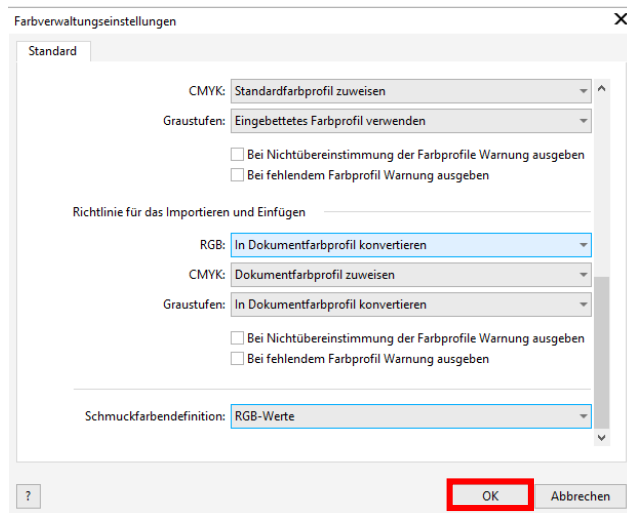 Farbverwaltungseinstellungen
Standard
CMYK: Standardfarbprofil zuweisen
Graustufen: Eingebettetes Farbprofil verwenden
Bei Nichtübereinstimmung der Farbprofile Warnung ausgeben
Bei fehlendem Farbprofil Warnung ausgeben
Richtlinie für das Importieren und Einfügen
RGB: In Dokumentfarbprofil konvertieren
CMYK: Dokumentfarbprofil zuweisen
Graustufen: In Dokumentfarbprofil konvertieren
Bei Nichtübereinstimmung der Farbprofile Warnung ausgeben
Bei fehlendem Farbprofil Warnung ausgeben
Schmuckfarbendefinition: RGB-Werte
? OK Abbrechen